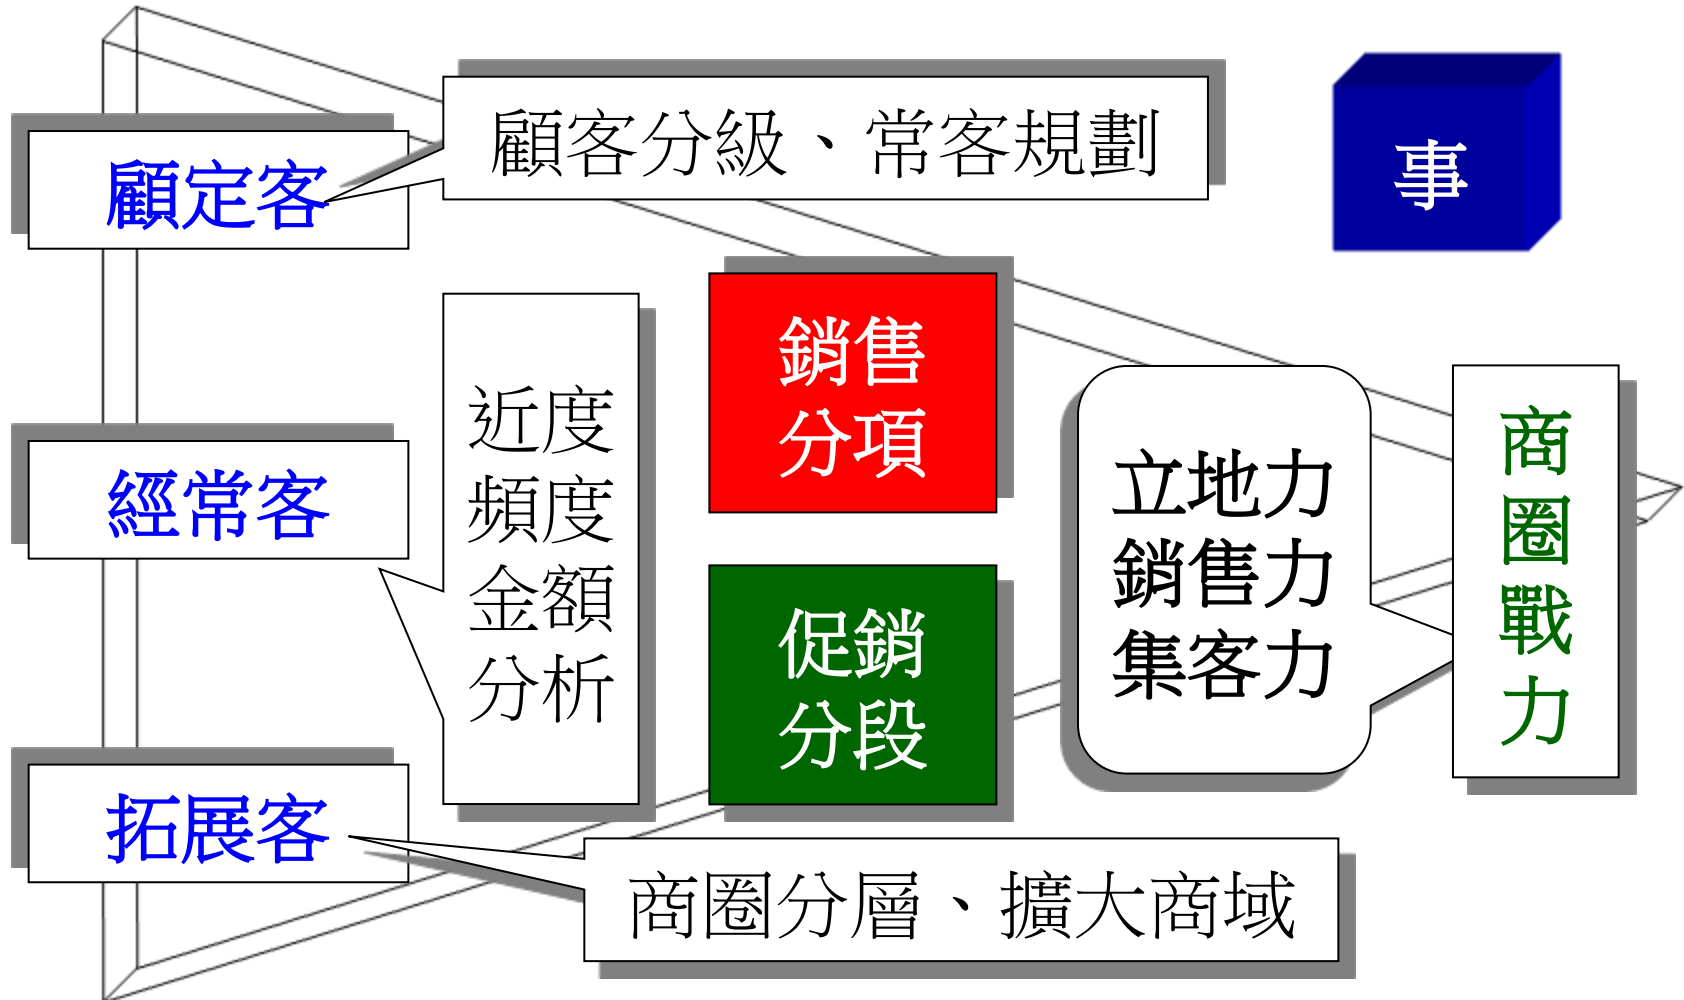 顧客分級、常客規劃
事
顧定客
銷售
分項
近度
頻度
金額
分析
經常客
立地力
銷售力
集客力
商
圈
戰
力
促銷
分段
拓展客
商圈分層、擴大商域